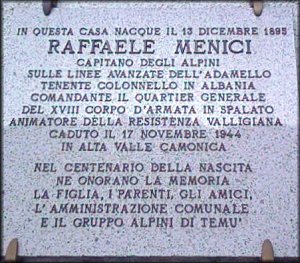 IN QUESTA CASA NACQUE IL 13 DICEMBRE 1895
RAFFAELE MENICI
CAPITANO DEGLI ALPINI
SULLE LINEE AVANZATE DELL'ADAMELLO
TENENTE COLONNELLO IN ALBANIA
COMANDANTE IL QUARTIER GENERALE
DEL XVII CORPO D'ARMATA IN SPALATO
ANIMATORE DELLA RESISTENZA VALLIGIANA
CADUTO IL 17 NOVEMBRE 1944
IN ALTA VALLE CAMONICA
NEL CENTENARIO DELLA NASCITA
NE ONORANO LA MEMORIA
LA FIGLIA, I PARENTI, GLI AMICI,
L'AMMINISTRAZIONE COMUNALE
E IL GRUPPO ALPINI DI TEMU'